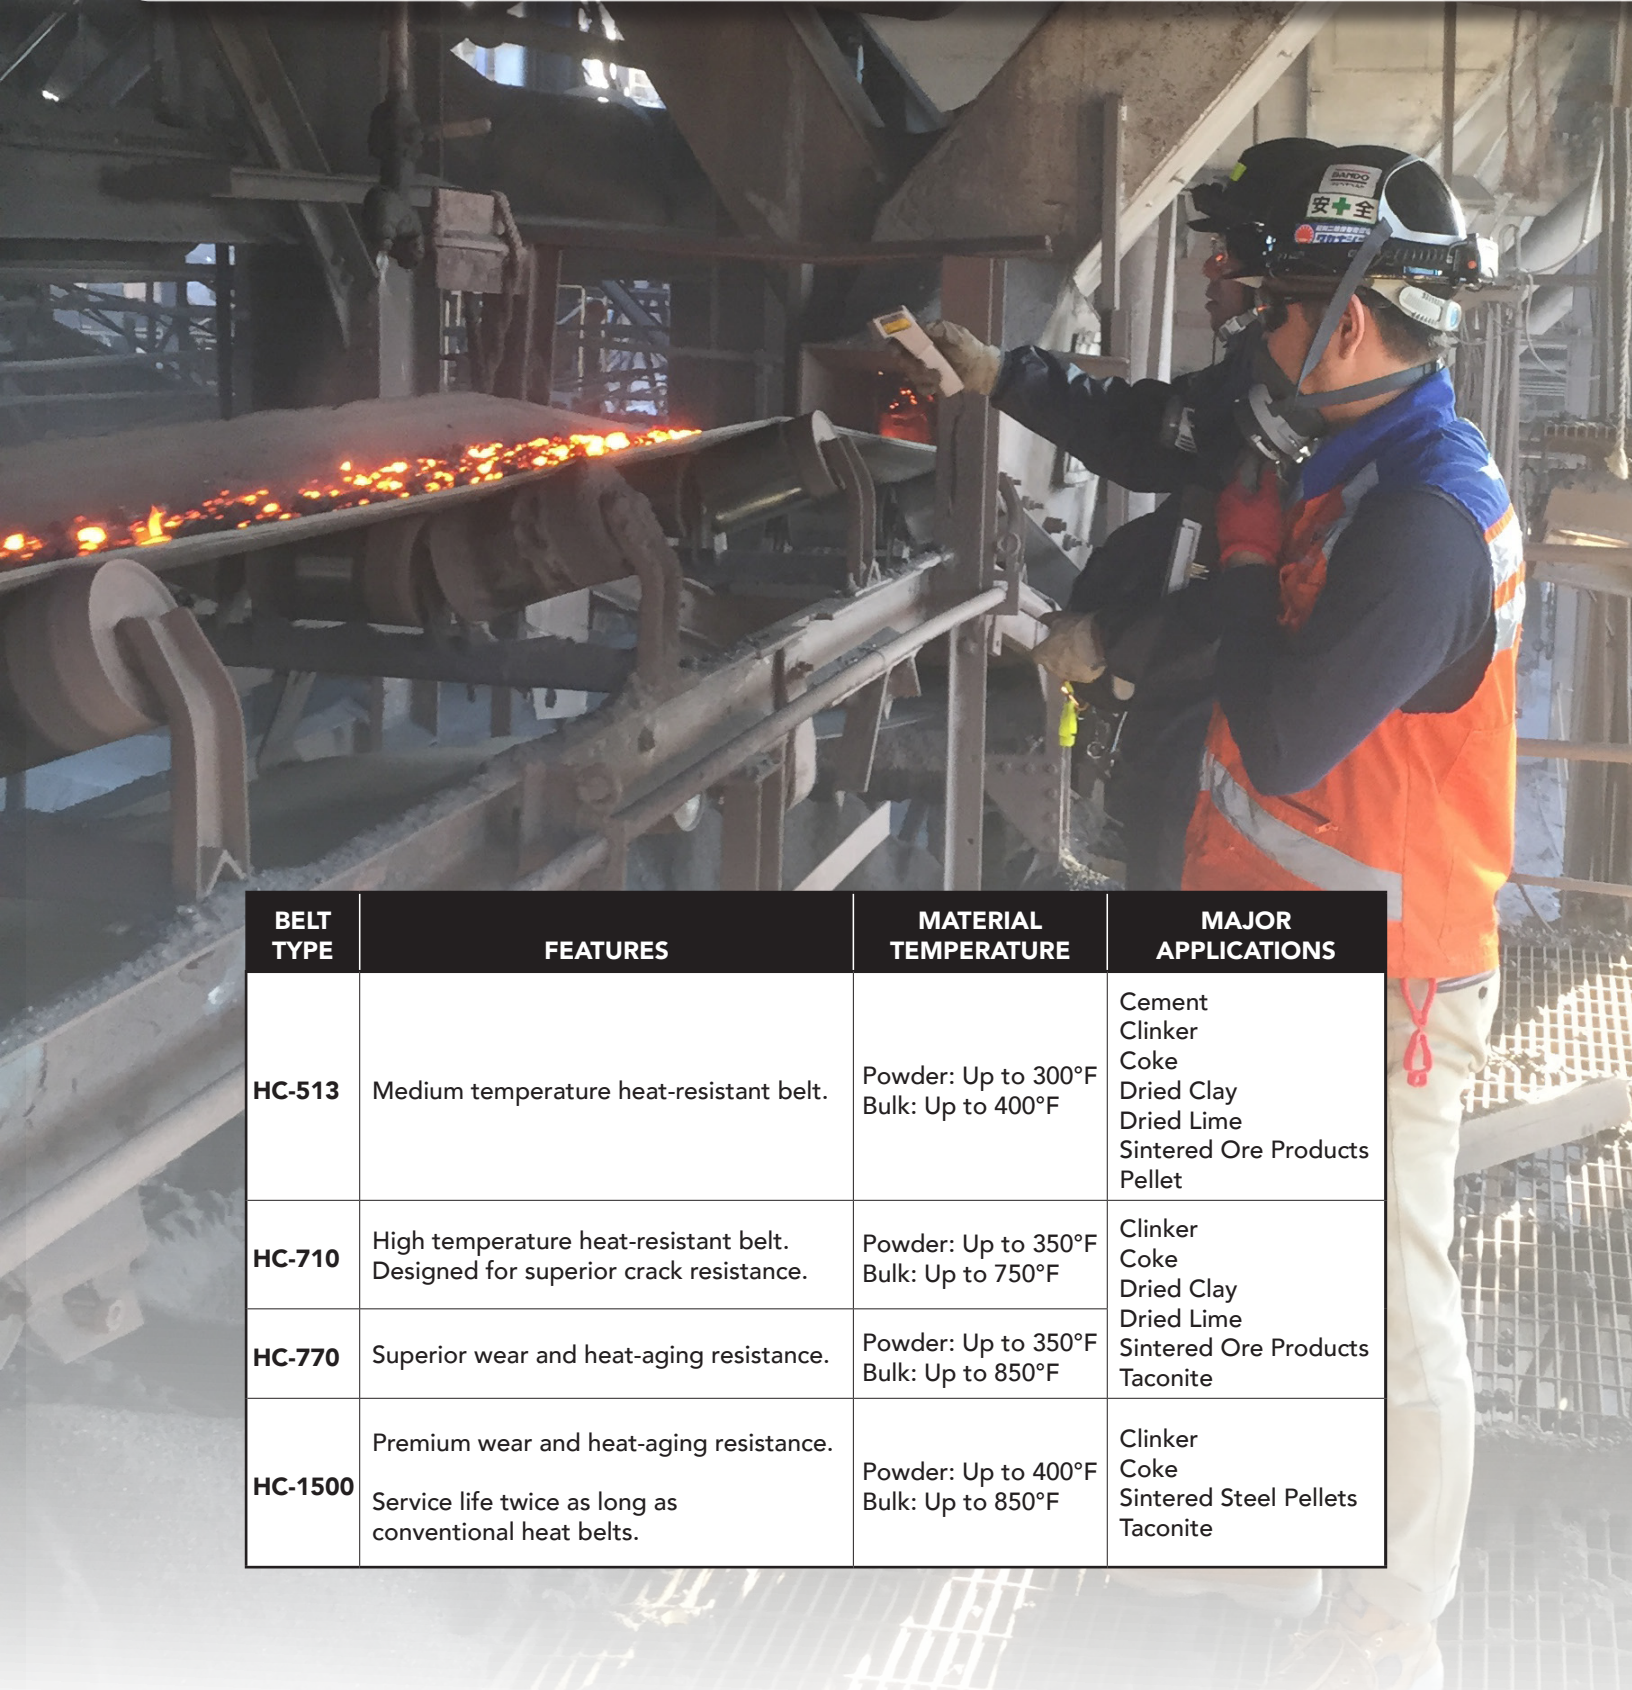 BANDO
安全
BELT
TYPE
FEATURES
MATERIAL
TEMPERATURE
MAJOR
APPLICATIONS
HC-513
Medium temperature heat-resistant belt.
Powder: Up to 300°F
Bulk: Up to 400°F
Cement
Clinker
Coke
Dried Clay
Dried Lime
Sintered Ore Products
Pellet
HC-710
High temperature heat-resistant belt.
Designed for superior crack resistance.
Powder: Up to 350°F
Bulk: Up to 750°F
Clinker
Coke
Dried Clay
Dried Lime
Sintered Ore Products
Taconite
HC-770
Superior wear and heat-aging resistance.
Powder: Up to 350°F
Bulk: Up to 850°F
HC-1500
Premium wear and heat-aging resistance.
Service life twice as long as
conventional heat belts.
Powder: Up to 400°F
Bulk: Up to 850°F
Clinker
Coke
Sintered Steel Pellets
Taconite